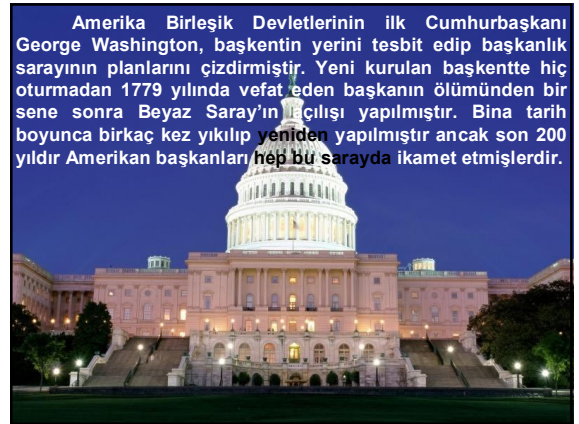 Amerika Birleşik Devletlerinin ilk Cumhurbaşkanı
George Washington, başkentin yerini tesbit edip başkanlık
sarayının planlarını çizdirmiştir. Yeni kurulan başkentte hiç
oturmadan 1779 yılında vefat eden başkanın ölümünden bir
sene sonra Beyaz Saray’ın açılışı yapılmıştır. Bina tarih
boyunca birkaç kez yıkılıp yeniden yapılmıştır ancak son 200
yıldır Amerikan başkanları hep bu sarayda ikamet etmişlerdir.